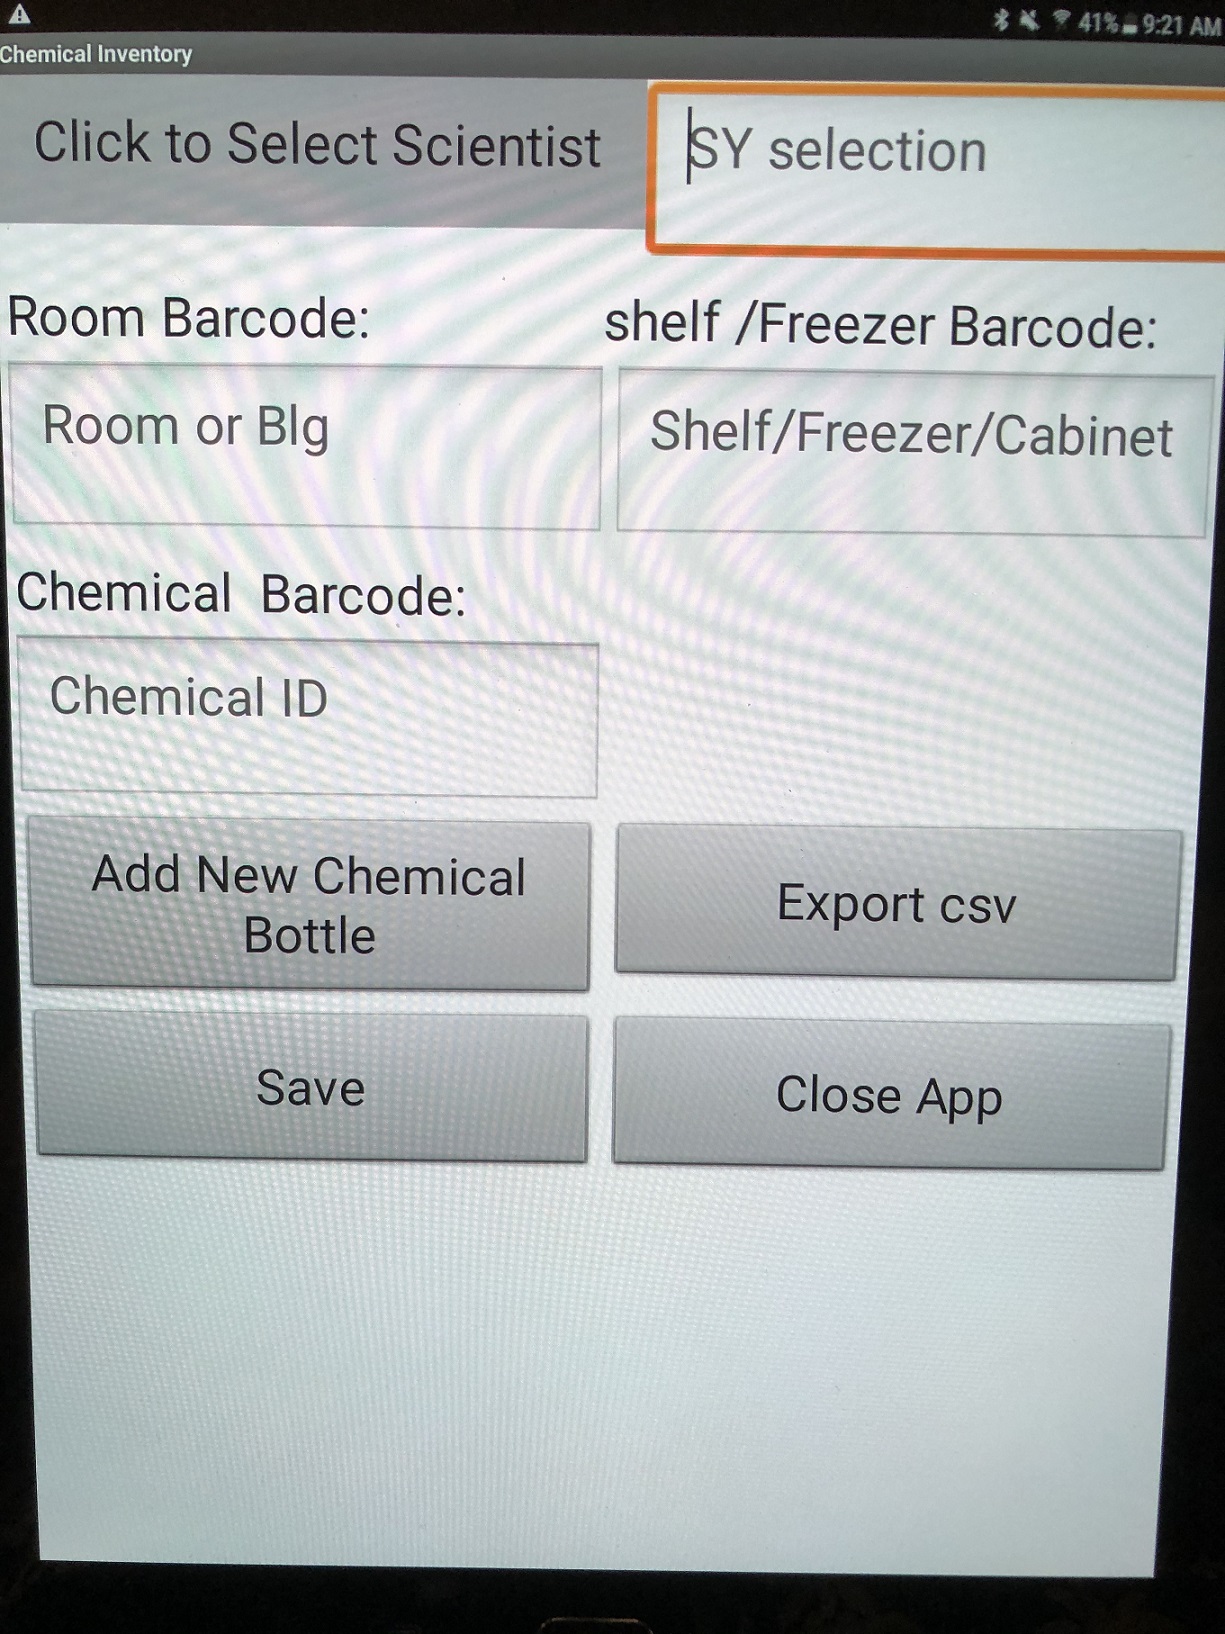 41% 9:21 AM
Chemical Inventory
Click to Select Scientist
SY selection
Room Barcode:
shelf /Freezer Barcode:
Room or Blg
Shelf/Freezer/Cabinet
Chemical Barcode:
Chemical ID
Add New Chemical
Bottle
Export csv
Save
Close App